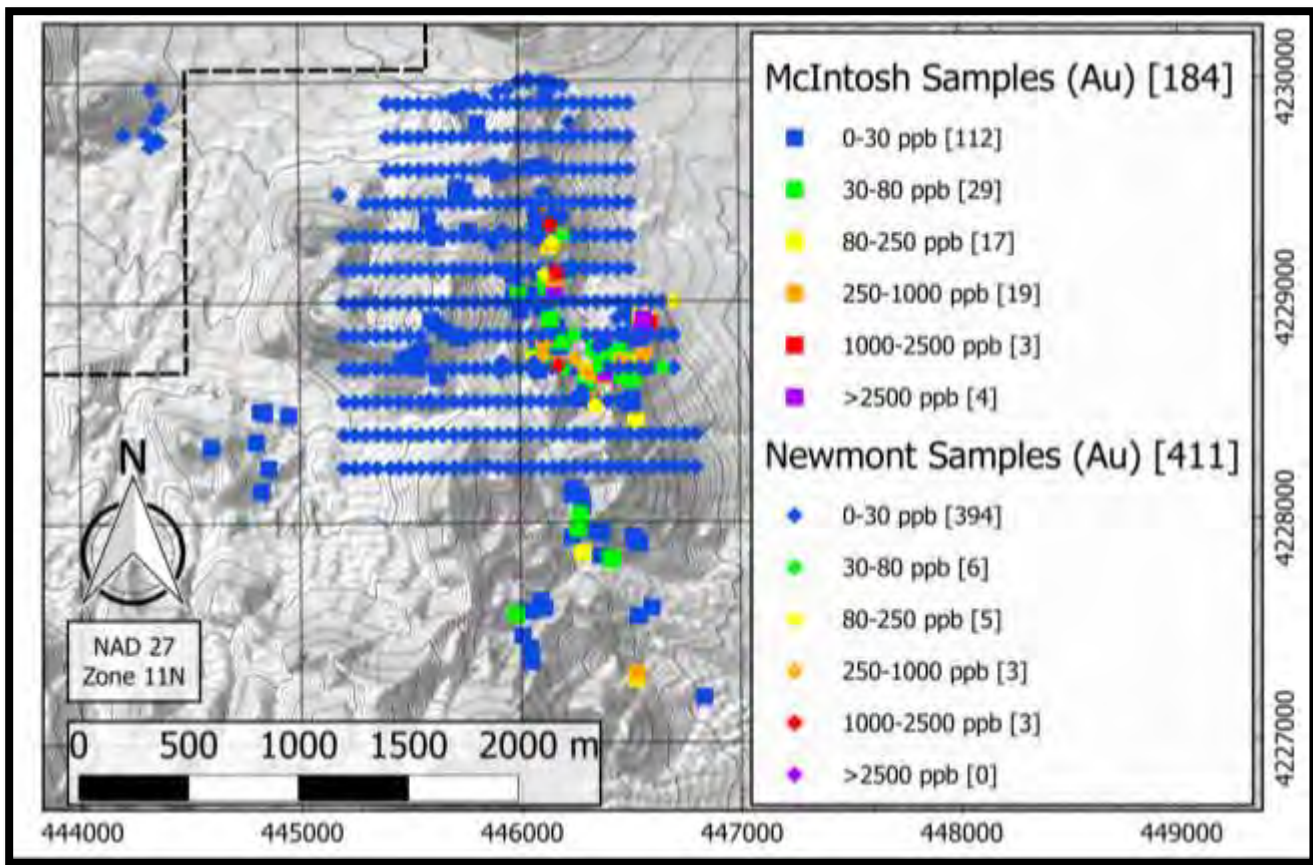 McIntosh Samples (Au) [184]
0-30 ppb [112]
30-80 ppb [29]
80-250 ppb [17]
250-1000 ppb [19]
1000-2500 ppb [3]
>2500 ppb [4]
Newmont Samples (Au) [411]
0-30 ppb [394]
30-80 ppb [6]
80-250 ppb [5]
250-1000 ppb [3]
1000-2500 ppb [3]
>2500 ppb [0]
N
NAD 27
Zone 11N
0 500 1000 1500 2000 m
4230000
4229000
4228000
4227000
444000 445000 446000 447000 448000 449000